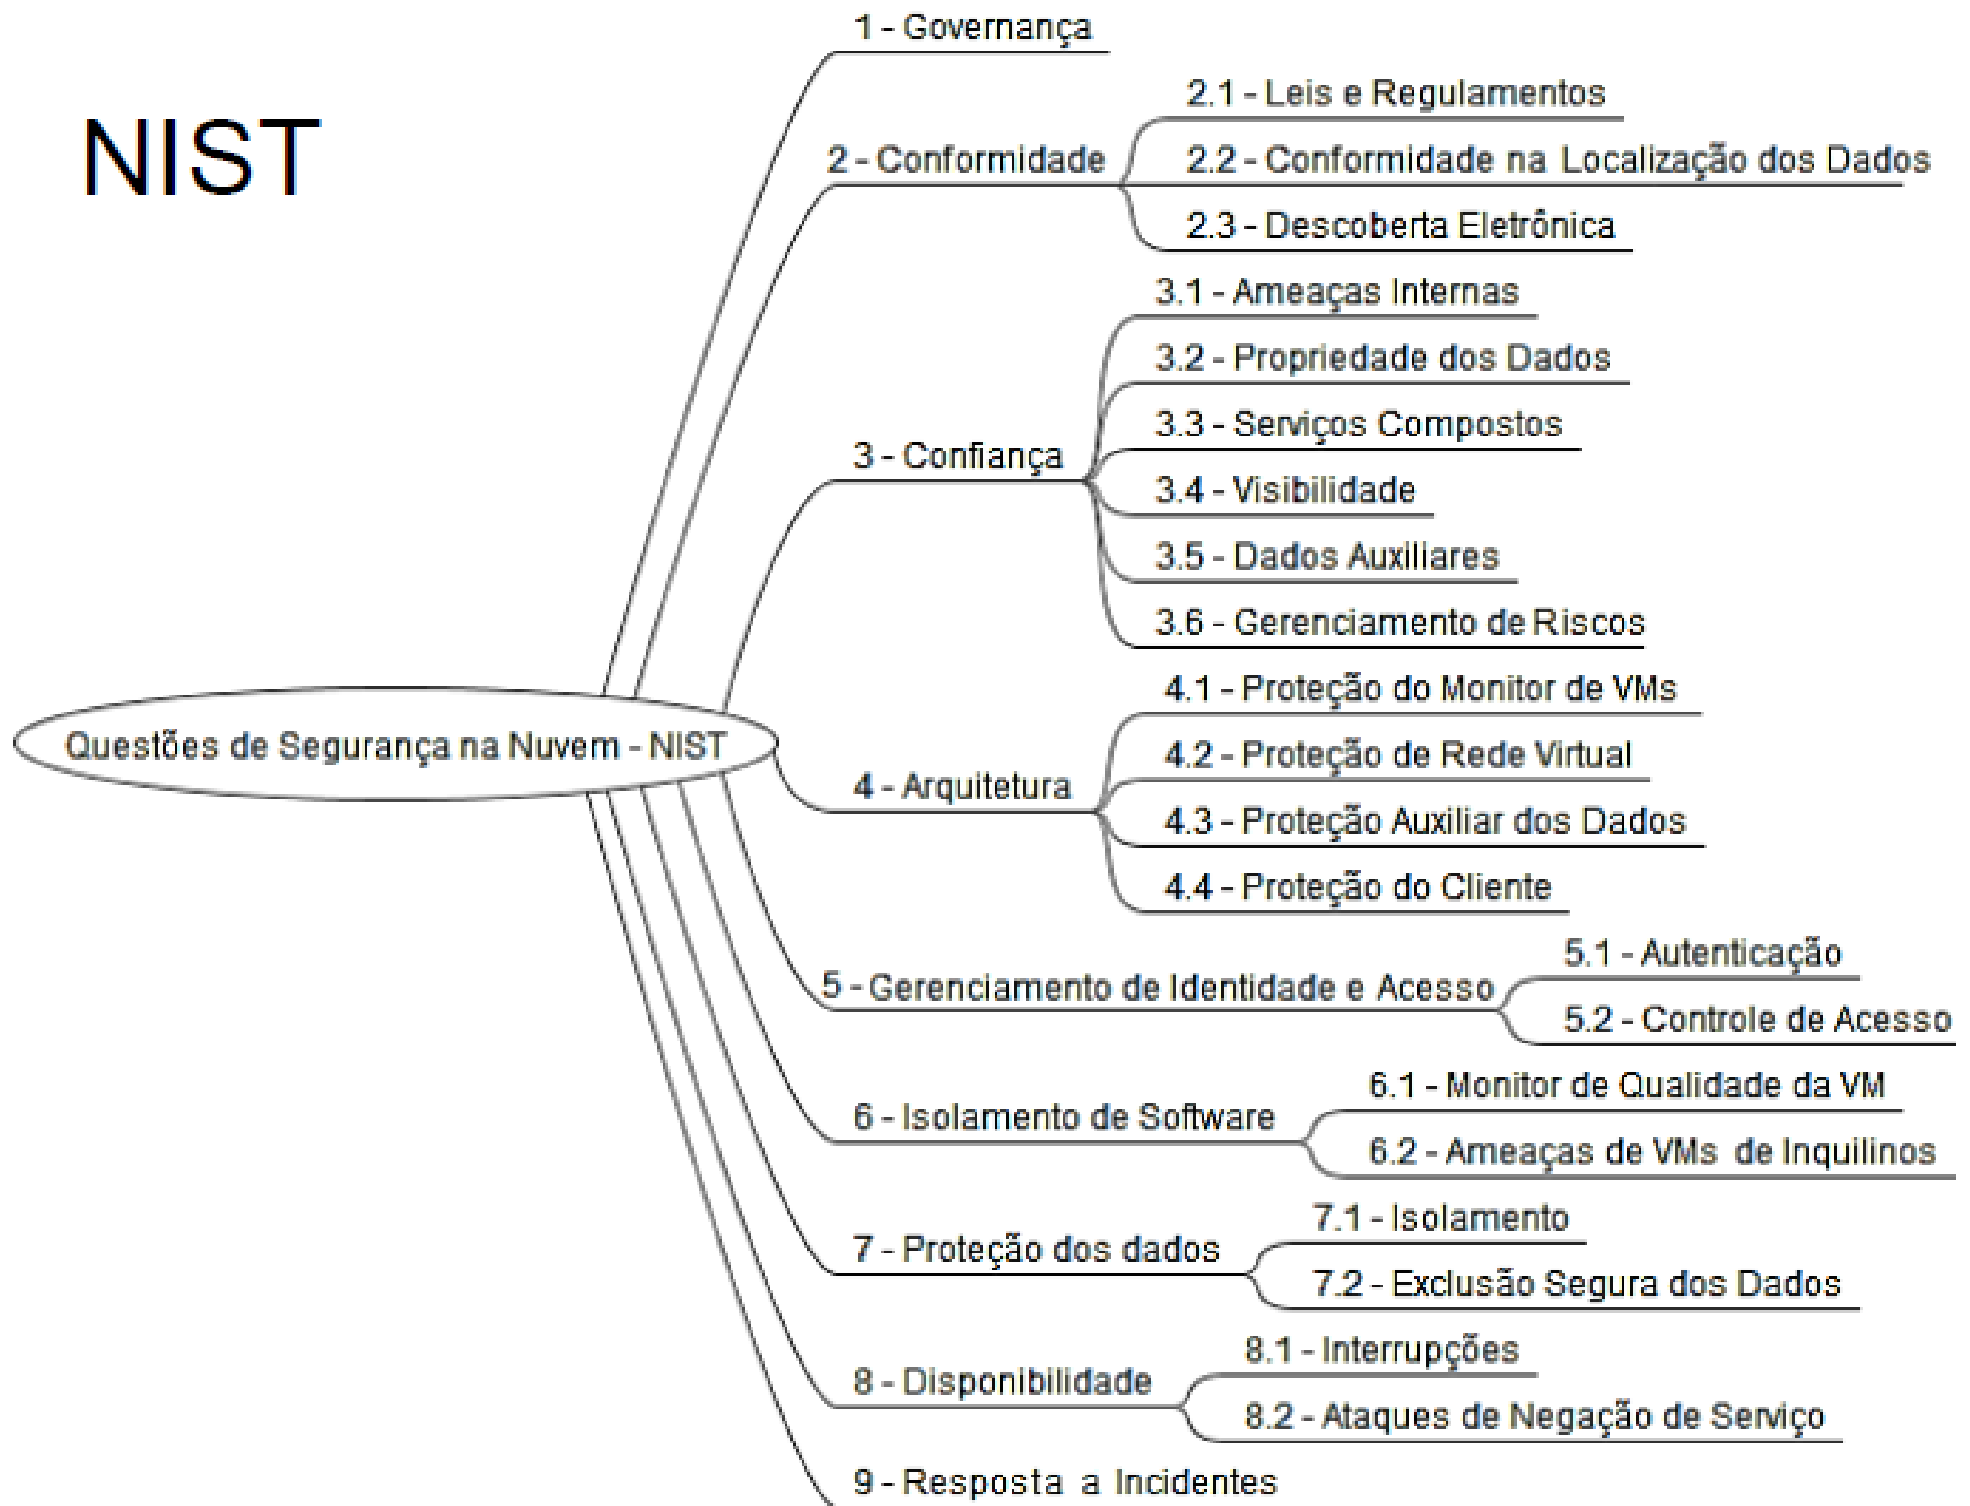 NIST
Questões de Segurança na Nuvem - NIST
1 - Governança
2 - Conformidade
2.1 - Leis e Regulamentos
2.2 - Conformidade na Localização dos Dados
2.3 - Descoberta Eletrônica
3 - Confiança
3.1 - Ameaças Internas
3.2 - Propriedade dos Dados
3.3 - Serviços Compostos
3.4 - Visibilidade
3.5 - Dados Auxiliares
3.6 - Gerenciamento de Riscos
4 - Arquitetura
4.1 - Proteção do Monitor de VMs
4.2 - Proteção de Rede Virtual
4.3 - Proteção Auxiliar dos Dados
4.4 - Proteção do Cliente
5 - Gerenciamento de Identidade e Acesso
5.1 - Autenticação
5.2 - Controle de Acesso
6 - Isolamento de Software
6.1 - Monitor de Qualidade da VM
6.2 - Ameaças de VMs de Inquilinos
7 - Proteção dos dados
7.1 - Isolamento
7.2 - Exclusão Segura dos Dados
8 - Disponibilidade
8.1 - Interrupções
8.2 - Ataques de Negação de Serviço
9 - Resposta a Incidentes